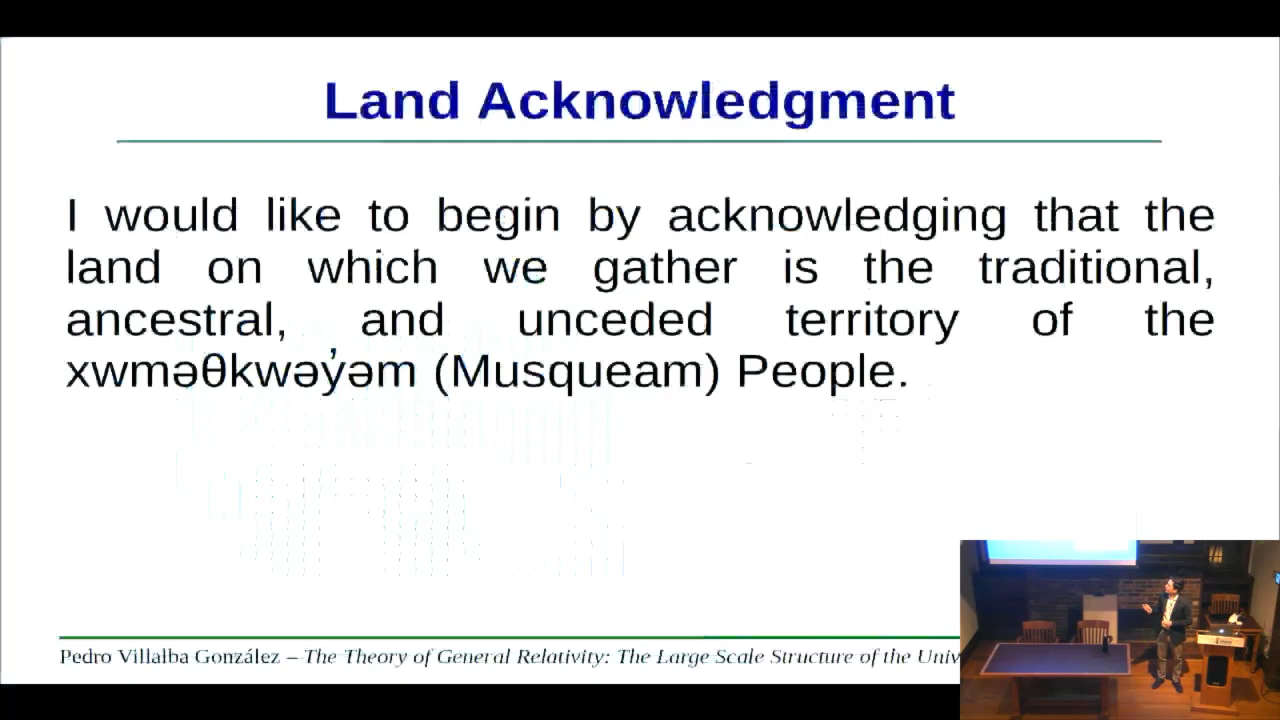 Land Acknowledgment
I would like to begin by acknowledging that the
land on which we gather is the traditional,
ancestral, and unceded territory of the
xwməθkwəy̓əm (Musqueam) People.
Pedro Villalba González – The Theory of General Relativity: The Large Scale Structure of the